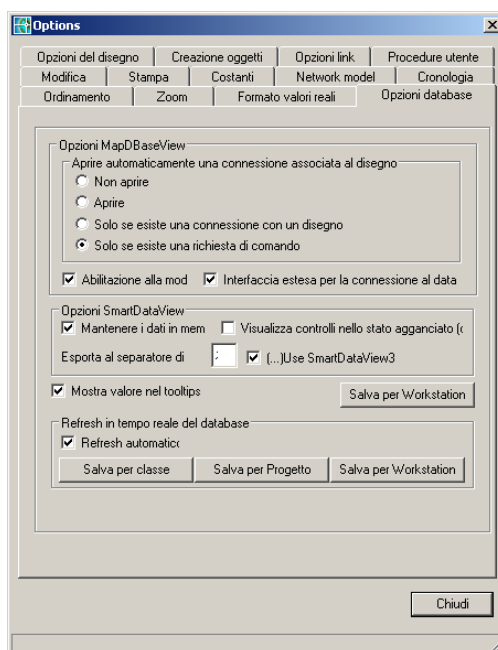 Options
Opzioni del disegno Creazione oggetti Opzioni link Procedure utente
Modifica Stampa Costanti Network model Cronologia
Ordinamento Zoom Formato valori reali Opzioni database
Opzioni MapDBaseView
Aprire automaticamente una connessione associata al disegno
Non aprire
Aprire
Solo se esiste una connessione con un disegno
Solo se esiste una richiesta di comando
Abilitazione alla mod Interfaccia estesa per la connessione al data
Opzioni SmartDataView
Mantenere i dati in mem Visualizza controlli nello stato agganciato (
Esporta al separatore di ; (...)Use SmartDataView3
Mostra valore nel tooltips
Salva per Workstation
Refresh in tempo reale del database
Refresh automatico
Salva per classe Salva per Progetto Salva per Workstation
Chiudi